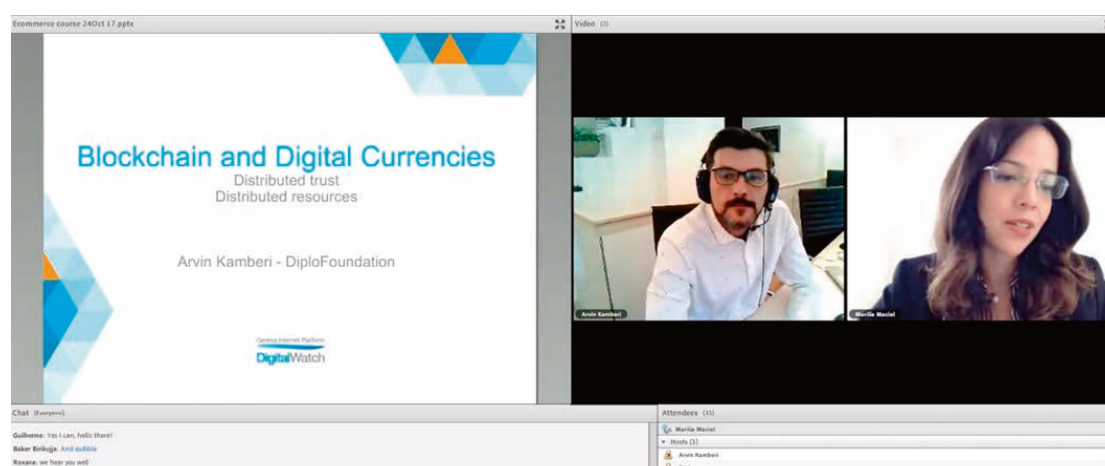 Ecommerce course 24Oct 17.pptx
Blockchain and Digital Currencies
Distributed trust
Distributed resources
Arvin Kamberi - DiploFoundation
Geneva Internet Platform
DigitalWatch
Video (2)
Arvin Kamberi
Marilia Maciel
Chat (Everyone)
Guilherme: Yes I can, hello there!
Baker Birikujja: And audible
Roxana: we hear you well
Attendees (11)
Marilia Maciel
Hosts (3)
Arvin Kamberi